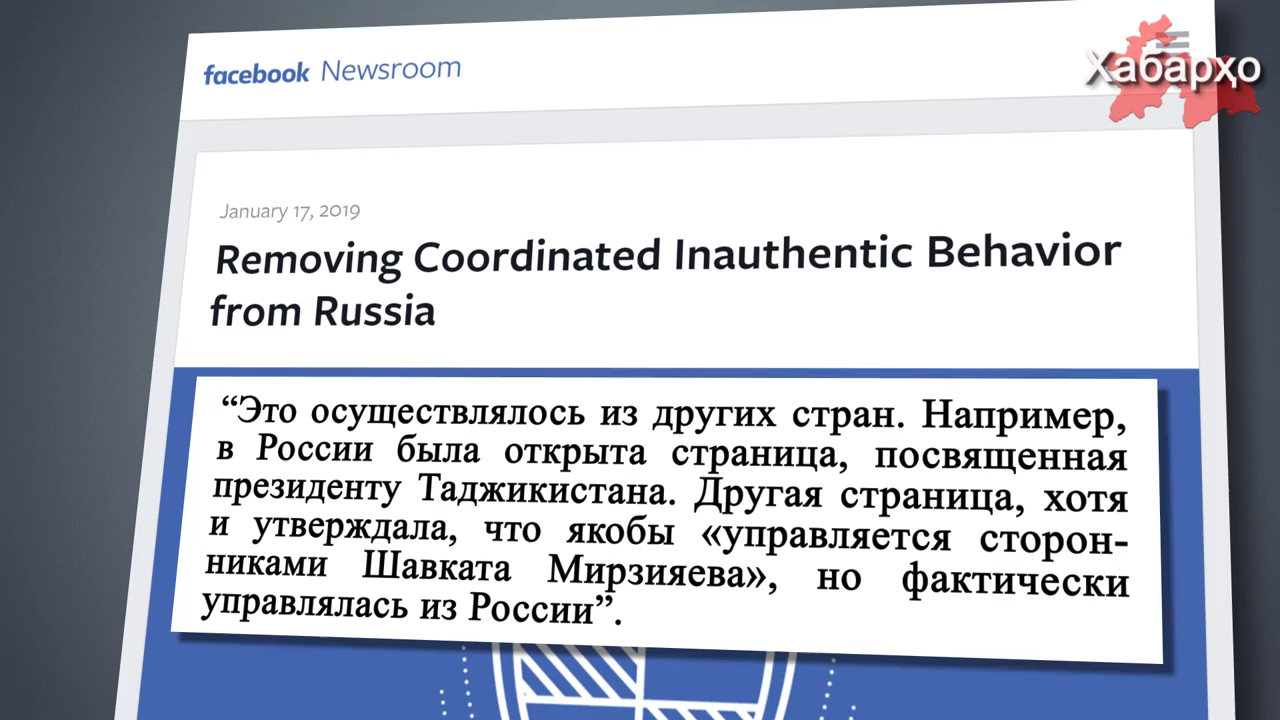 facebook Newsroom
Хабарҳо
January 17, 2019
Removing Coordinated Inauthentic Behavior
from Russia
“Это осуществлялось из других стран. Например,
в России была открыта страница, посвященная
президенту Таджикистана. Другая страница, хотя
и утверждала, что якобы «управляется сторон-
никами Шавката Мирзияева», но фактически
управлялась из России”.